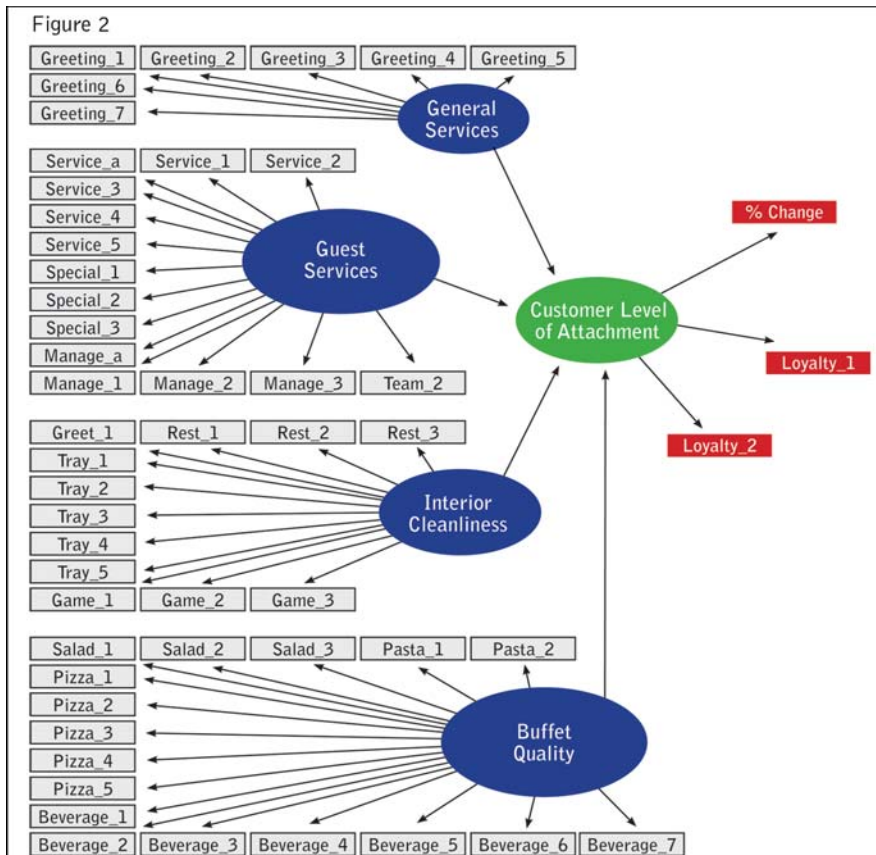 Figure 2
Greeting_1 Greeting_2 Greeting_3 Greeting_4 Greeting_5
Greeting_6
Greeting_7
General
Services
Service_a Service_1 Service_2
Service_3
Service_4
Service_5
Special_1
Special_2
Special_3
Manage_a
Manage_1 Manage_2 Manage_3 Team_2
Guest
Services
% Change
Customer Level
of Attachment
Loyalty_1
Loyalty_2
Greet_1 Rest_1 Rest_2 Rest_3
Tray_1
Tray_2
Tray_3
Tray_4
Tray_5
Game_1 Game_2 Game_3
Interior
Cleanliness
Salad_1 Salad_2 Salad_3 Pasta_1 Pasta_2
Pizza_1
Pizza_2
Pizza_3
Pizza_4
Pizza_5
Beverage_1
Beverage_2 Beverage_3 Beverage_4 Beverage_5 Beverage_6 Beverage_7
Buffet
Quality